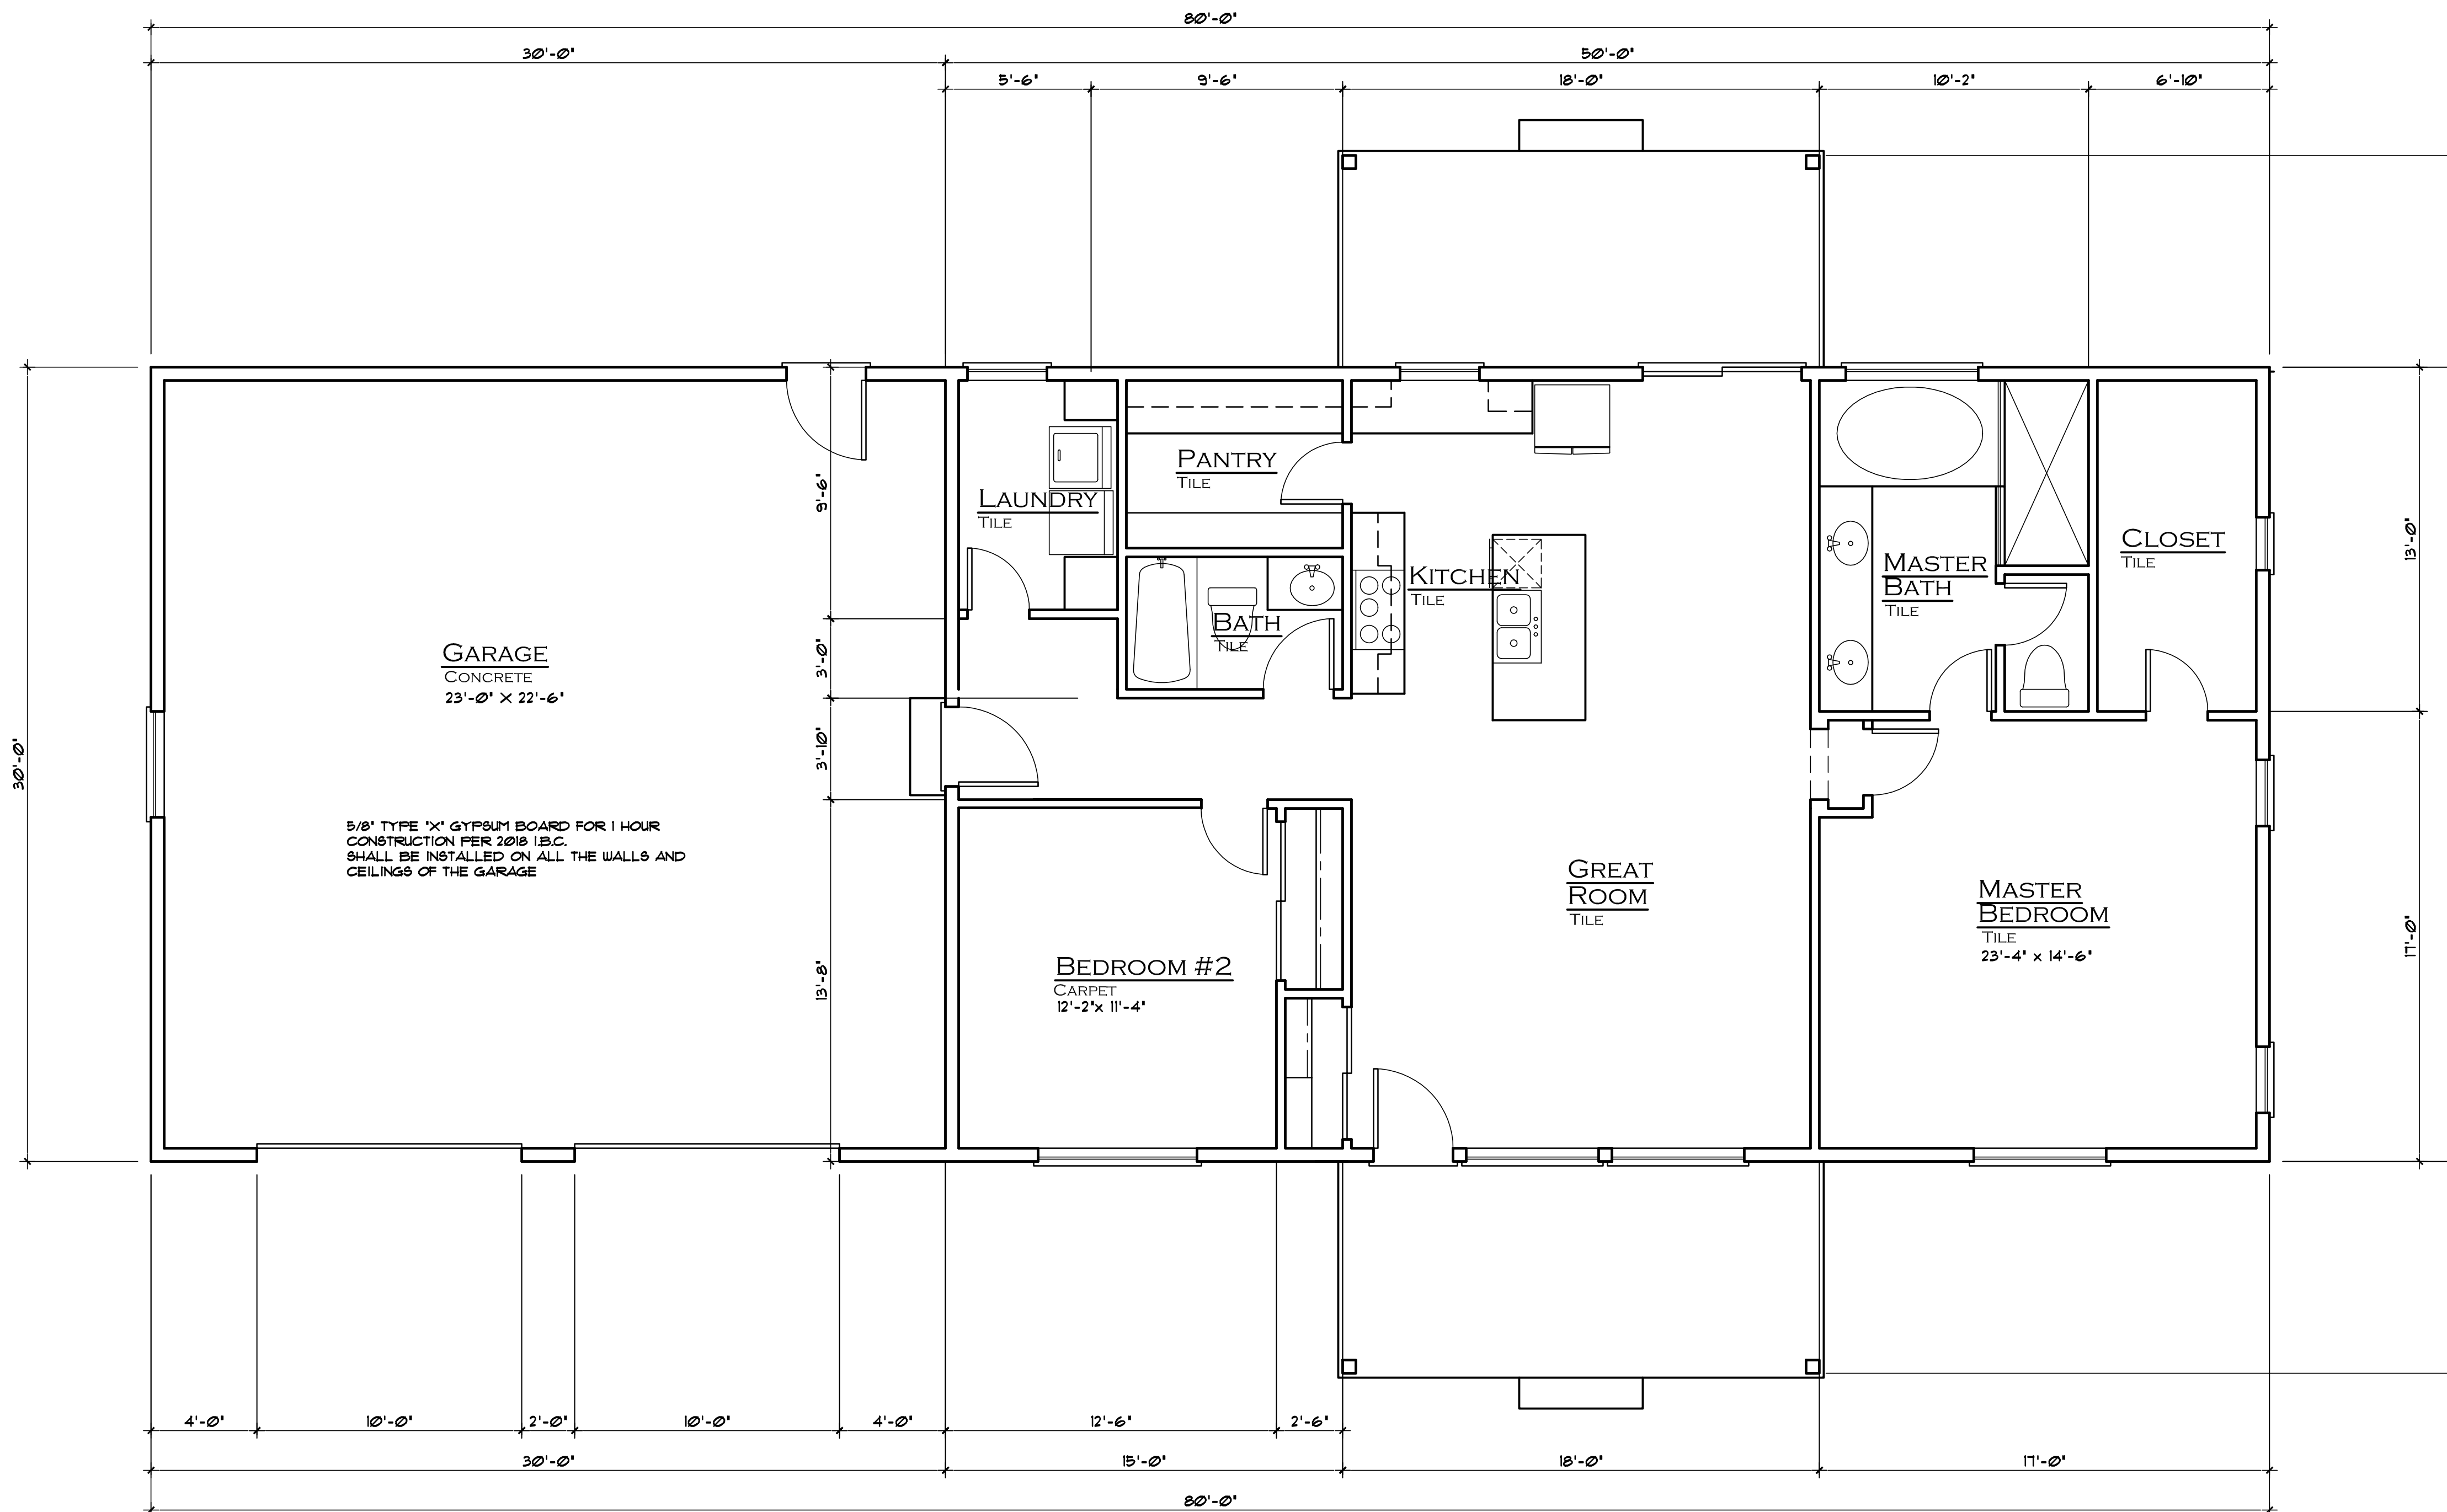 80'-0"
30'-0"
50'-0"
5'-6"
9'-6"
18'-0"
10'-2"
6'-10"
PANTRY
TILE
LAUNDRY
TILE
9'-6"
KITCHEN
TILE
BATH
TILE
MASTER
BATH
TILE
CLOSET
TILE
13'-0"
GARAGE
CONCRETE
23'-0" X 22'-6"
3'-0"
3'-10"
30'-0"
5/8" TYPE "X" GYPSUM BOARD FOR 1 HOUR
CONSTRUCTION PER 2018 I.B.C.
SHALL BE INSTALLED ON ALL THE WALLS AND
CEILINGS OF THE GARAGE
GREAT
ROOM
TILE
MASTER
BEDROOM
TILE
23'-4" x 14'-6"
17'-0"
13'-8"
BEDROOM #2
CARPET
12'-2"x 11'-4"
4'-0"
10'-0"
2'-0"
10'-0"
4'-0"
12'-6"
2'-6"
30'-0"
15'-0"
18'-0"
17'-0"
80'-0"